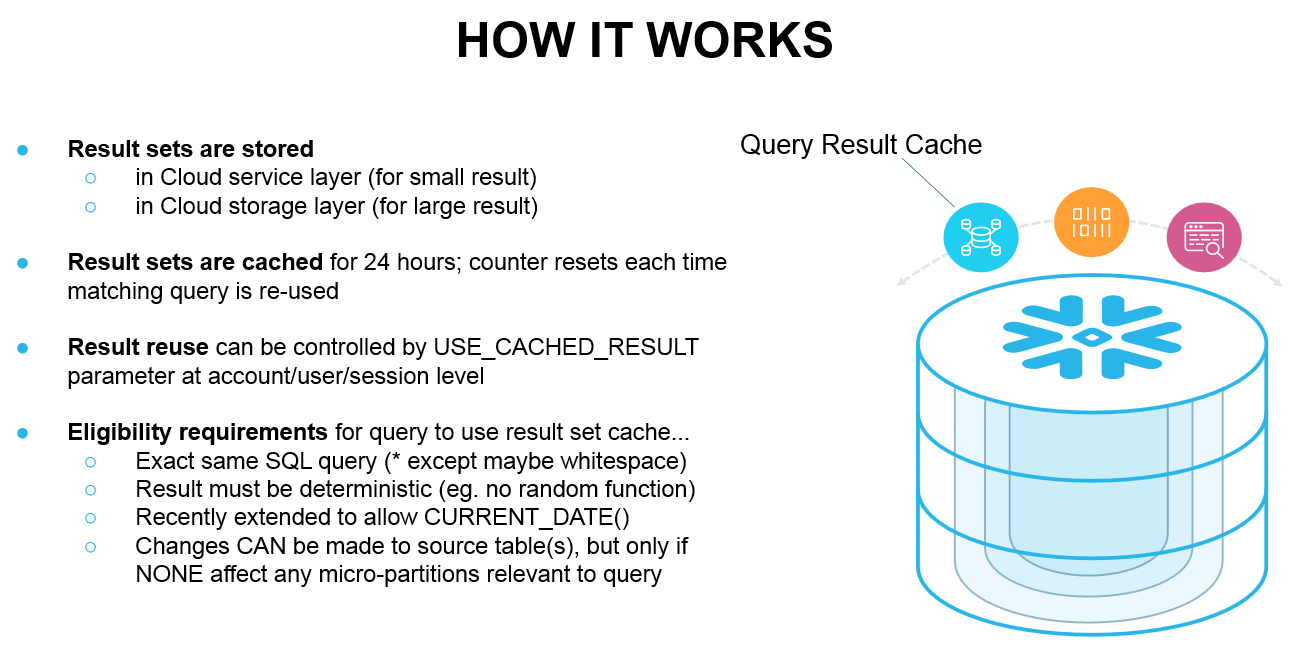 HOW IT WORKS
Result sets are stored
in Cloud service layer (for small result)
in Cloud storage layer (for large result)
Result sets are cached for 24 hours; counter resets each time
matching query is re-used
Result reuse can be controlled by USE_CACHED_RESULT
parameter at account/user/session level
Eligibility requirements for query to use result set cache...
Exact same SQL query (* except maybe whitespace)
Result must be deterministic (eg. no random function)
Recently extended to allow CURRENT_DATE()
Changes CAN be made to source table(s), but only if
NONE affect any micro-partitions relevant to query
Query Result Cache